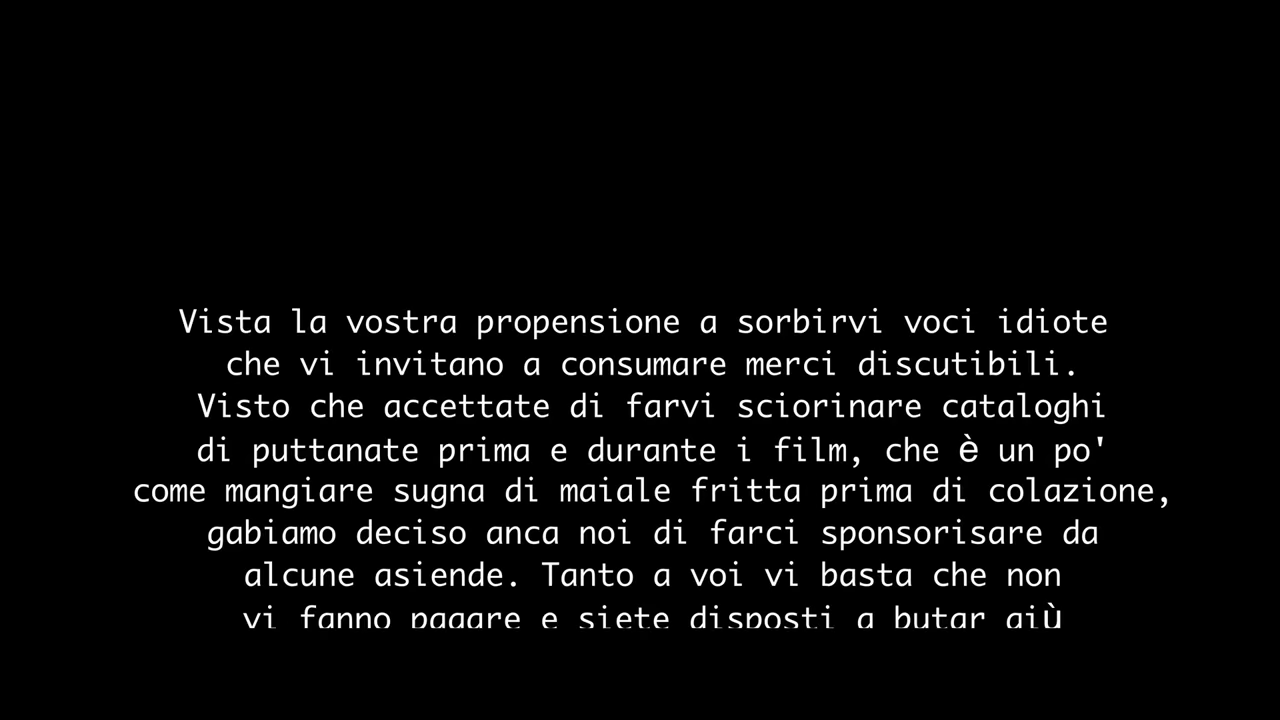 Vista la vostra propensione a sorbirvi voci idiote
che vi invitano a consumare merci discutibili.
Visto che accettate di farvi sciorinare cataloghi
di puttanate prima e durante i film, che è un po'
come mangiare sugna di maiale fritta prima di colazione,
gabiamo deciso anca noi di farci sponsorisare da
alcune asiende. Tanto a voi vi basta che non
vi fanno pagare e siete disposti a butar giù